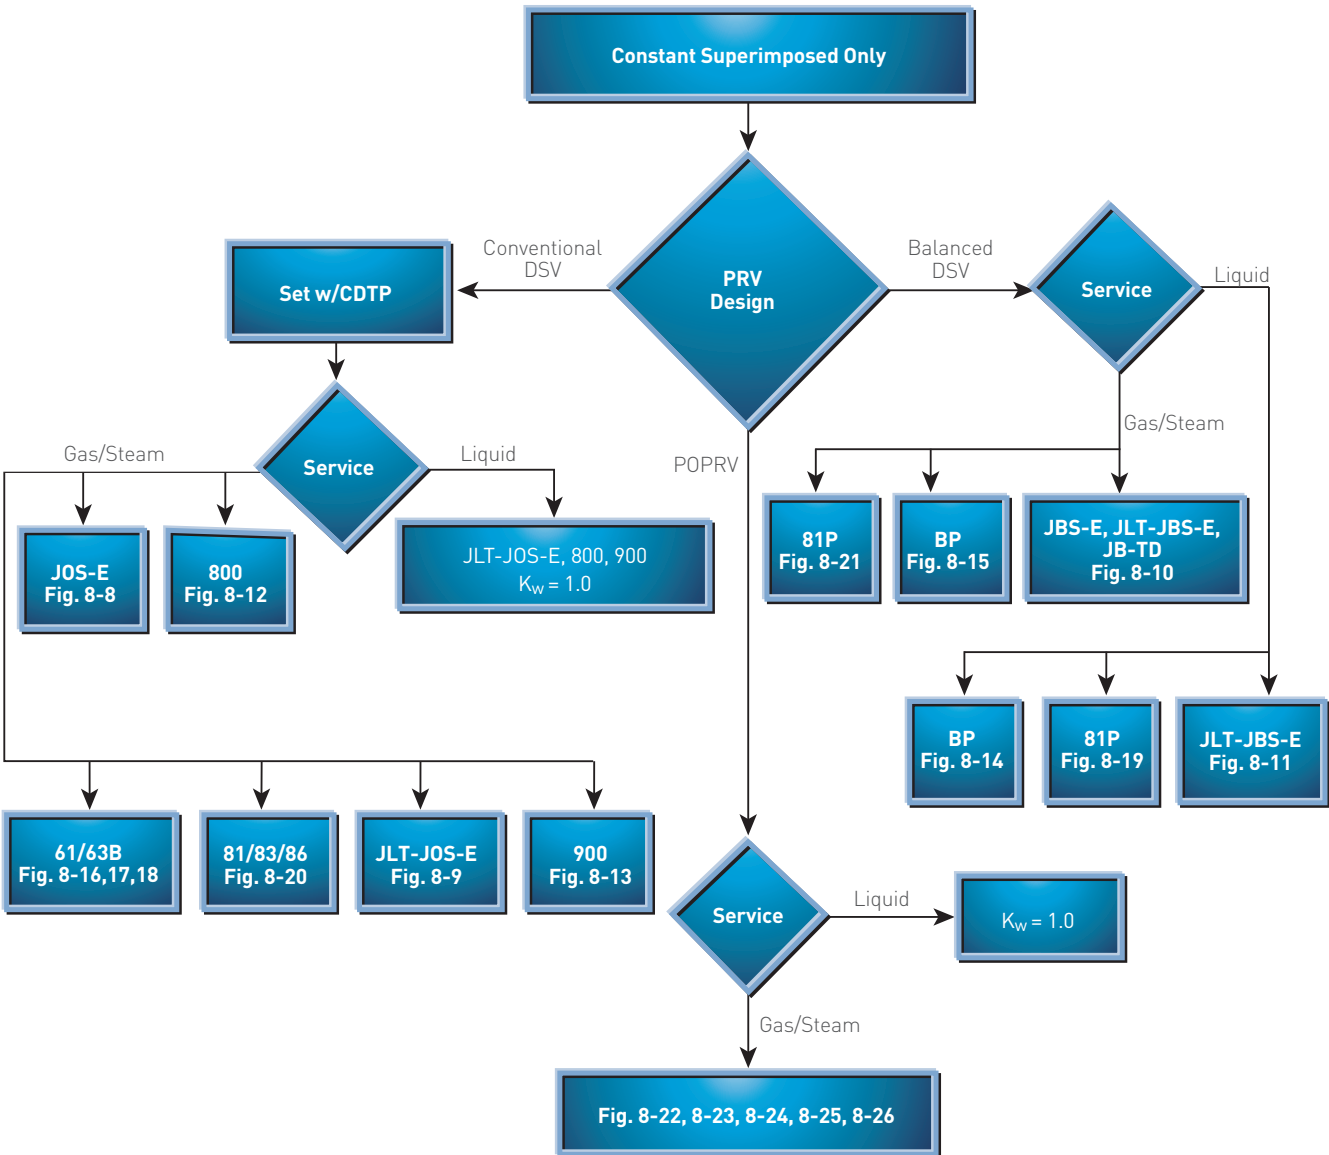 Constant Superimposed Only
Conventional
DSV
Balanced
DSV
Liquid
Set w/CDTP
PRV
Design
Service
Gas/Steam
Gas/Steam
Service
Liquid
POPRV
JOS-E
Fig. 8-8
800
Fig. 8-12
JLT-JOS-E, 800, 900
Kw = 1.0
81P
Fig. 8-21
BP
Fig. 8-15
JBS-E, JLT-JBS-E,
JB-TD
Fig. 8-10
BP
Fig. 8-14
81P
Fig. 8-19
JLT-JBS-E
Fig. 8-11
61/63B
Fig. 8-16,17,18
81/83/86
Fig. 8-20
JLT-JOS-E
Fig. 8-9
900
Fig. 8-13
Service
Liquid
Kw = 1.0
Gas/Steam
Fig. 8-22, 8-23, 8-24, 8-25, 8-26